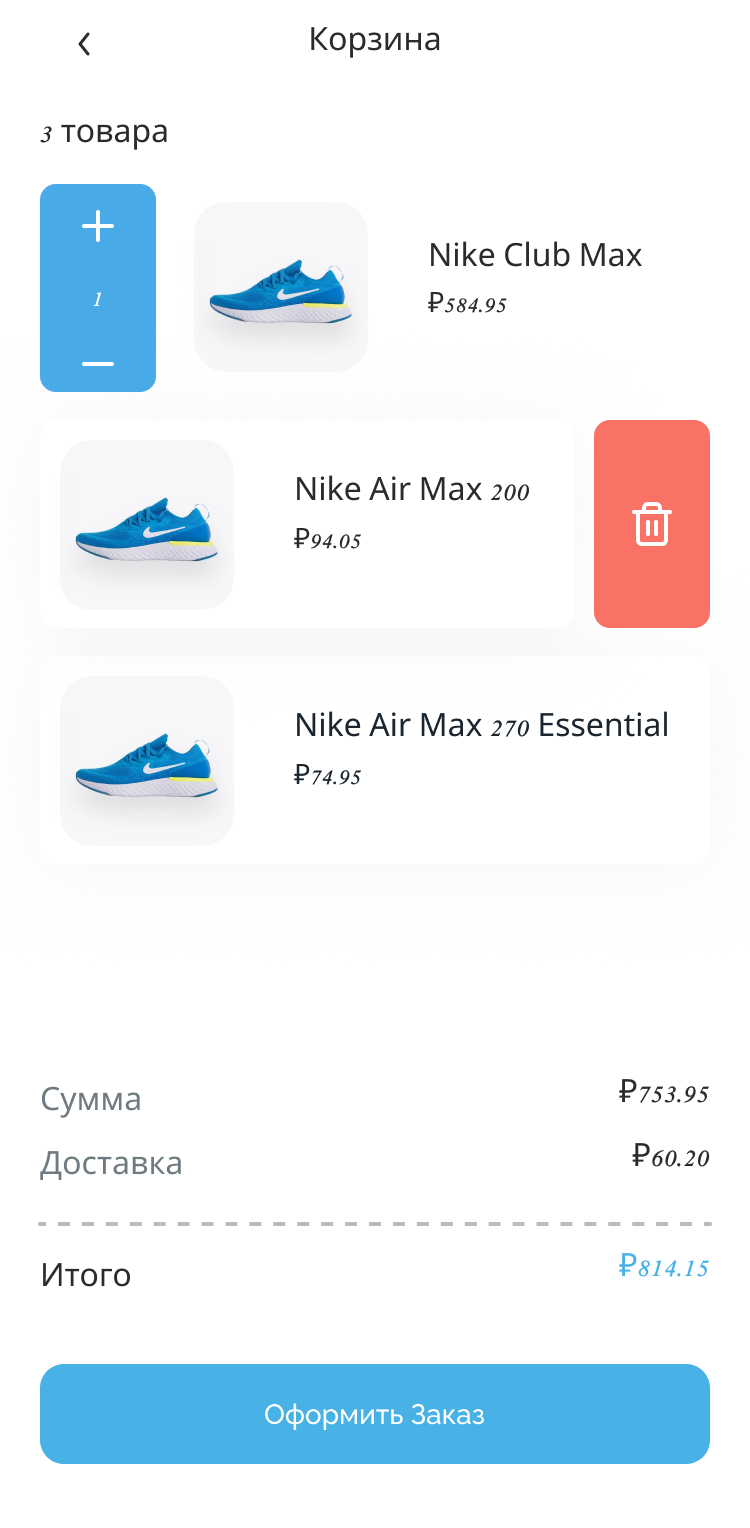 Корзина
3 товара
1
Nike Club Max
₽584.95
Nike Air Max 200
₽94.05
Nike Air Max 270 Essential
₽74.95
Сумма ₽753.95
Доставка ₽60.20
Итого ₽814.15
Оформить Заказ